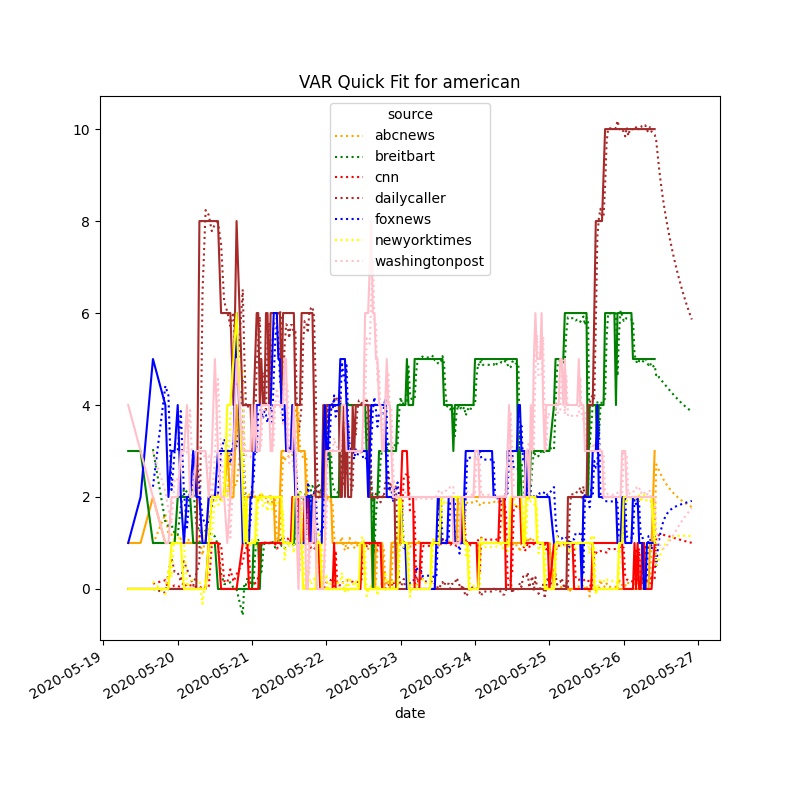 VAR Quick Fit for american
source
abcnews
breitbart
cnn
dailycaller
foxnews
newyorktimes
washingtonpost
10
8
6
4
2
0
2020-05-19
2020-05-20
2020-05-21
2020-05-22
2020-05-23
2020-05-24
2020-05-25
2020-05-26
2020-05-27
date